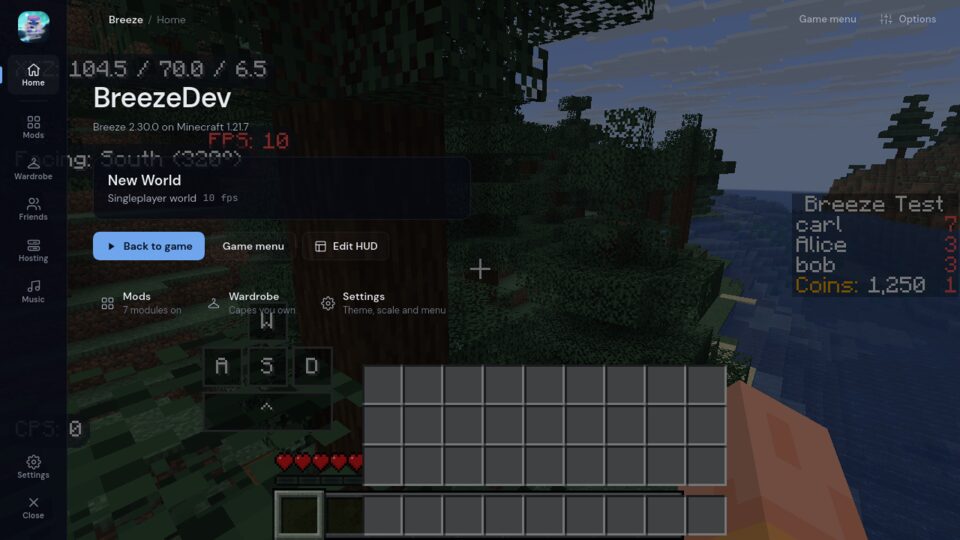 Breeze / Home
Game menu
Options
XYZ: 104.5 / 70.0 / 6.5
Home
BreezeDev
Breeze 2.30.0 on Minecraft 1.21.7
FPS: 10
Mods
Facing: South (320°)
Wardrobe
New World
Singleplayer world 10 fps
Friends
Breeze Test
carl 7
Alice 3
bob 3
Coins: 1,250 1
Hosting
Back to game
Game menu
Edit HUD
Music
Mods
7 modules on
Wardrobe
Capes you own
Settings
Theme, scale and menu
W
A S D
^
CPS: 0
Settings
Close